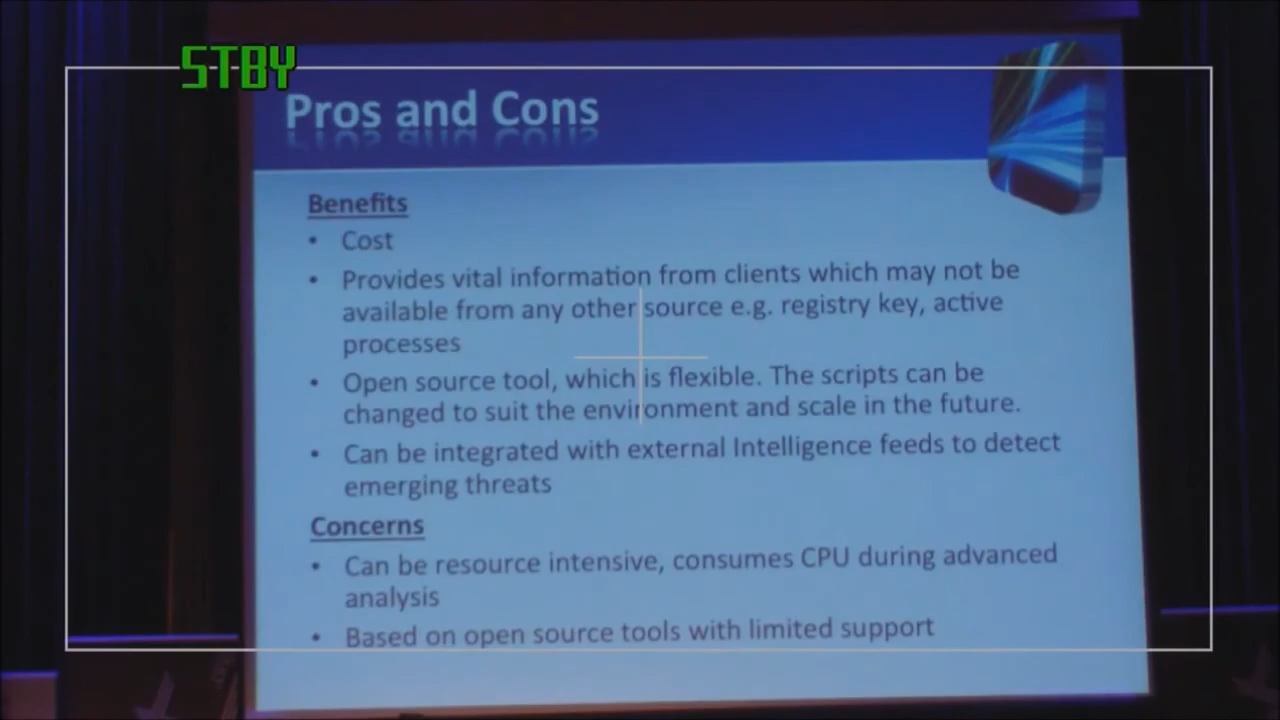 STBY
Pros and Cons
Benefits
• Cost
• Provides vital information from clients which may not be
available from any other source e.g. registry key, active
processes
• Open source tool, which is flexible. The scripts can be
changed to suit the environment and scale in the future.
• Can be integrated with external Intelligence feeds to detect
emerging threats
Concerns
• Can be resource intensive, consumes CPU during advanced
analysis
• Based on open source tools with limited support